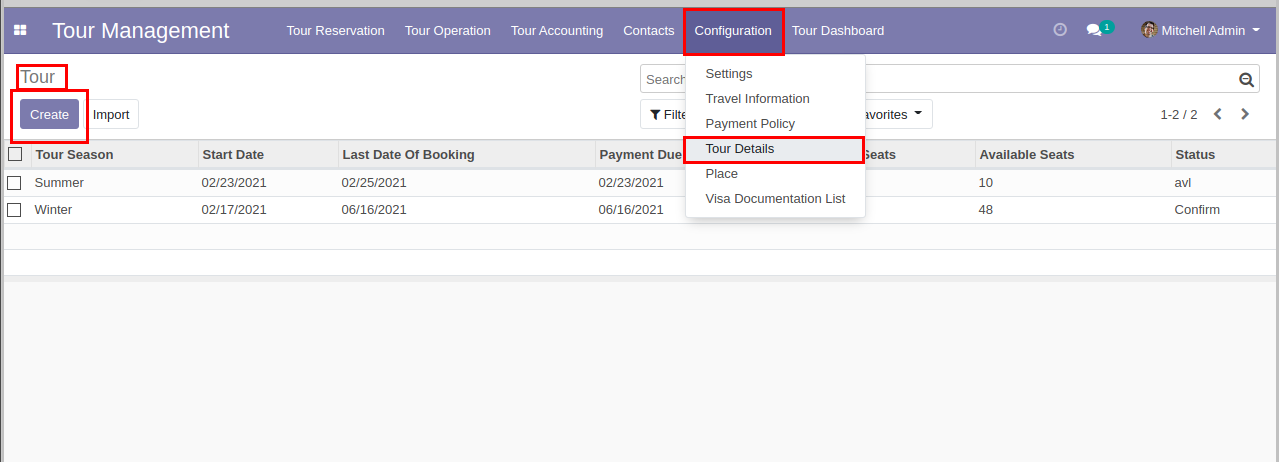 Tour Management Tour Reservation Tour Operation Tour Accounting Contacts Configuration Tour Dashboard 1 Mitchell Admin
Tour
Search
Create Import
Filte
avorites
1-2 / 2
Settings
Travel Information
Payment Policy
Tour Details
Place
Visa Documentation List
Tour Season Start Date Last Date Of Booking Payment Due Seats Available Seats Status
Summer 02/23/2021 02/25/2021 02/23/2021 10 avl
Winter 02/17/2021 06/16/2021 06/16/2021 48 Confirm